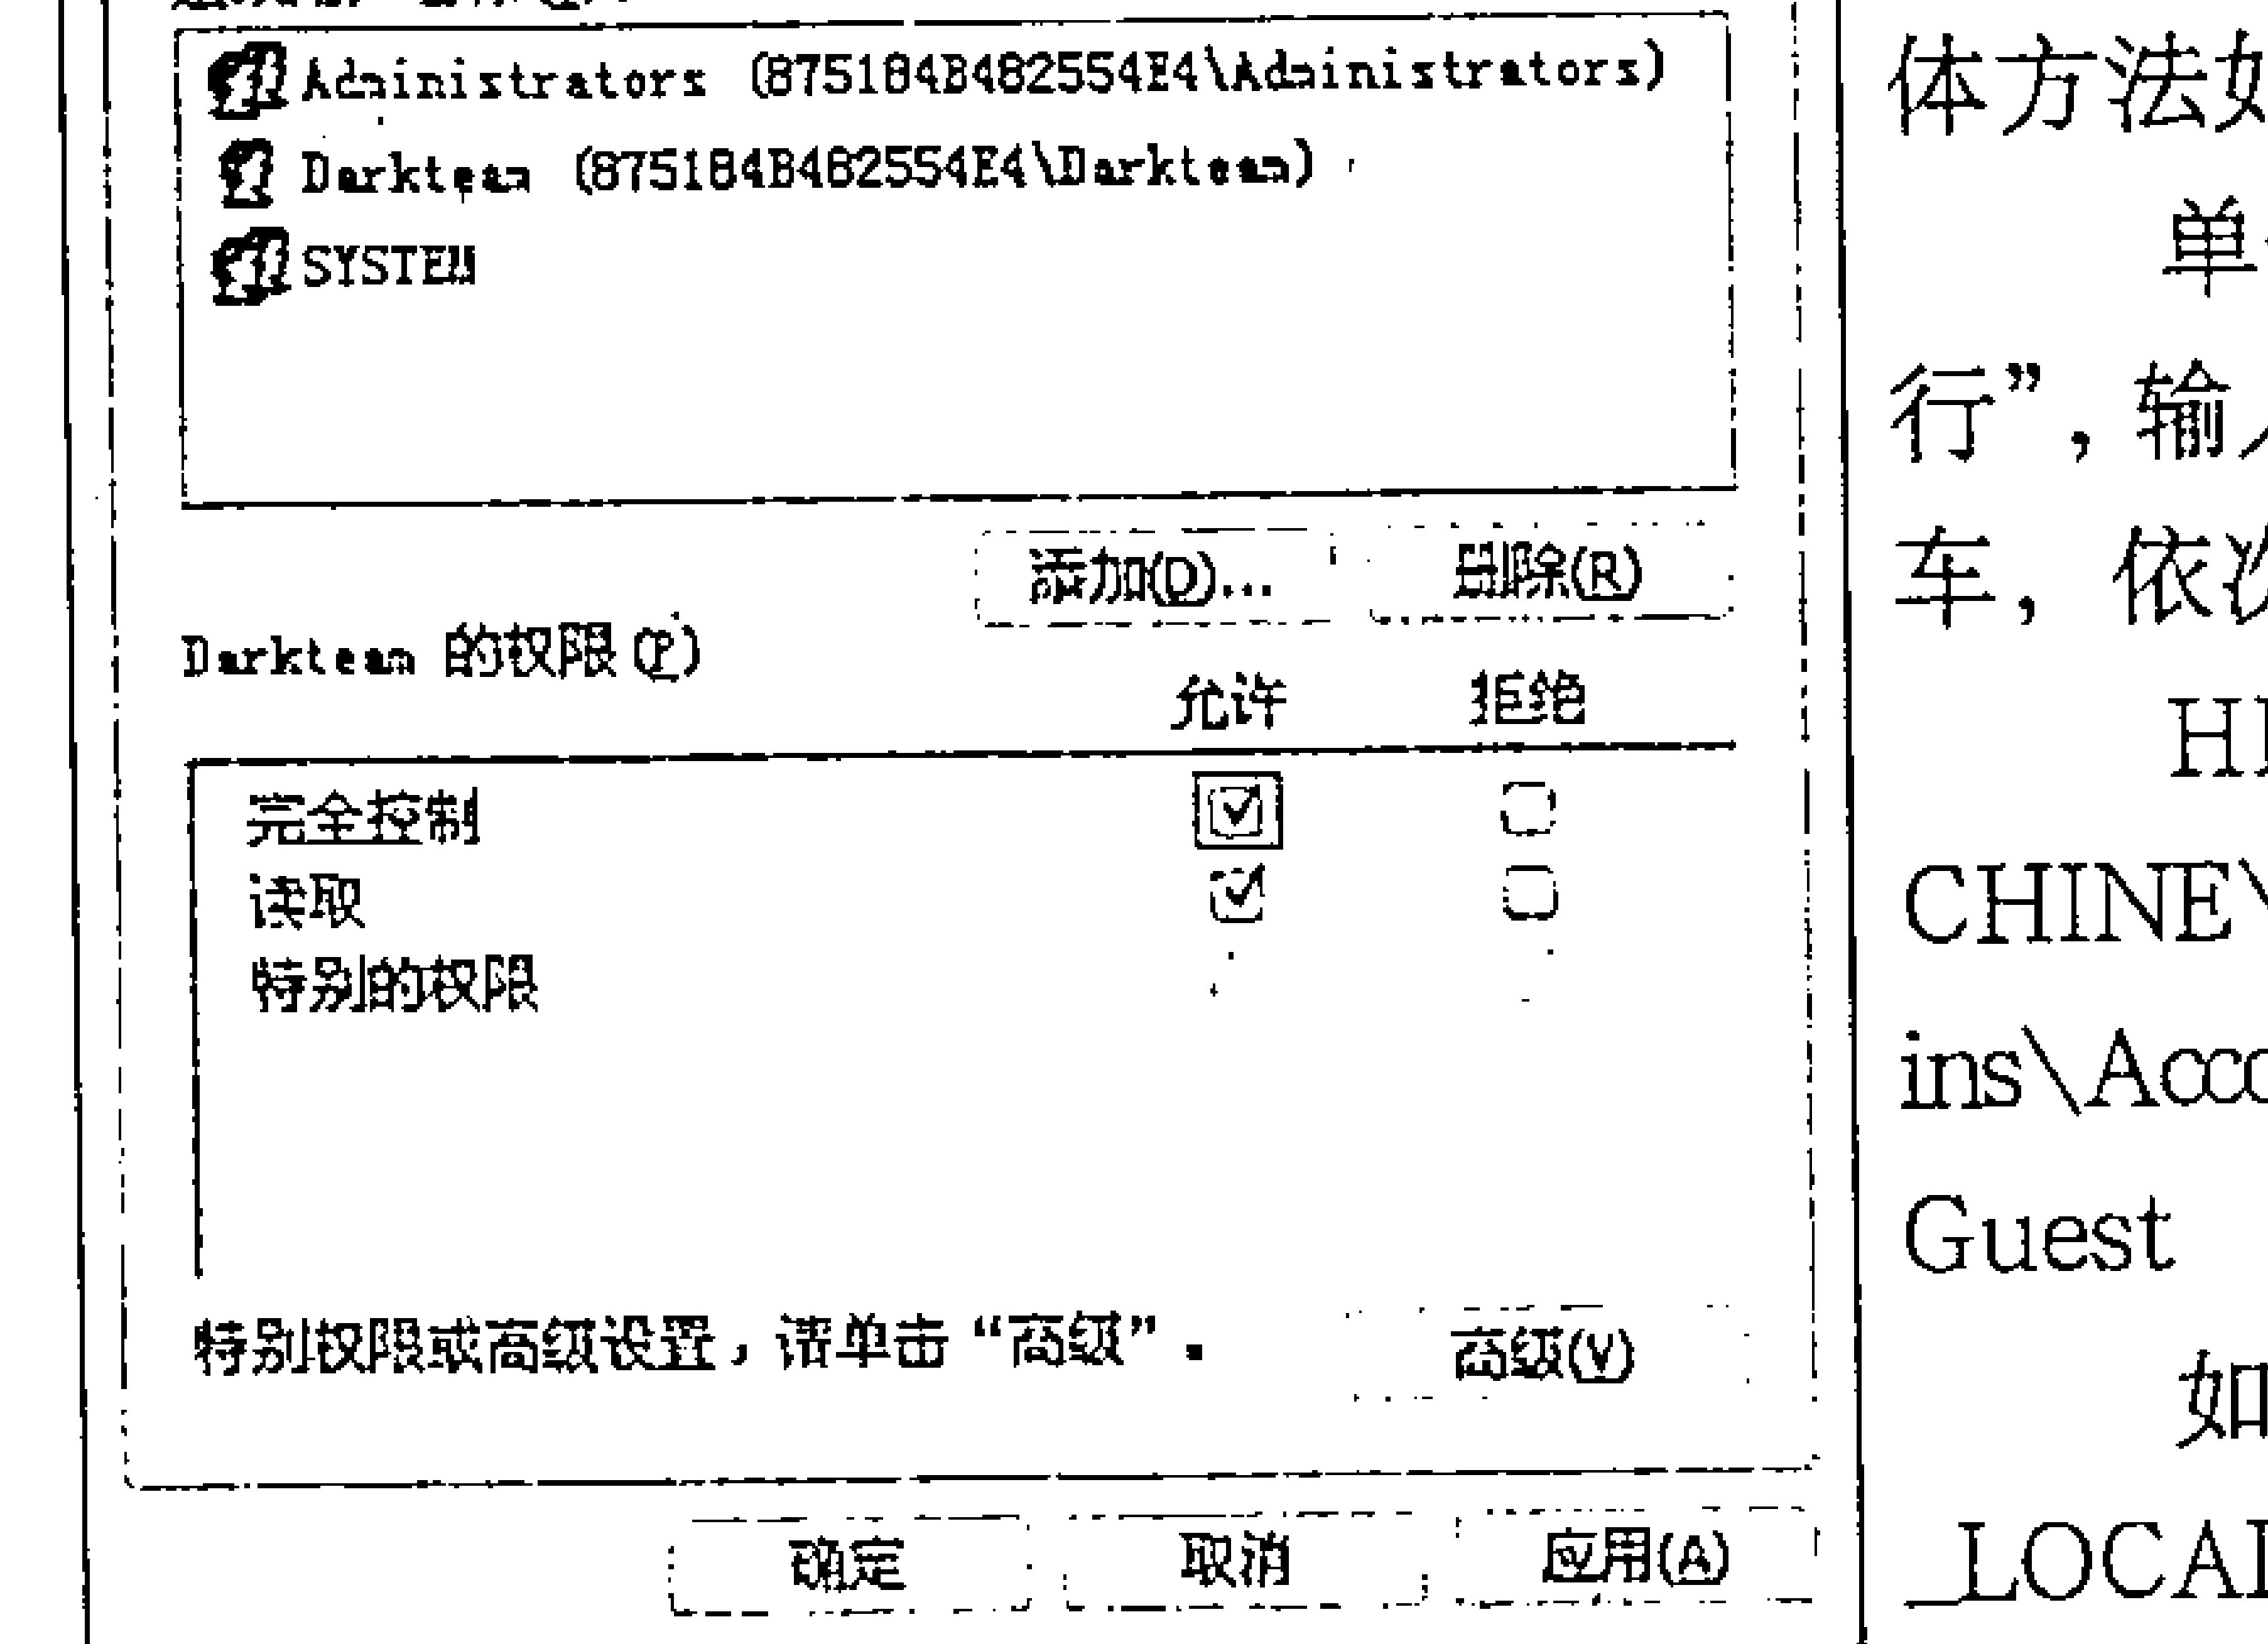 Administrators (875184B482554E4\Administrators)
Darkteam (875184B482554E4\Darkteam)
SYSTEM
添加(D)... 删除(R)
Darkteam 的权限(P)
允许 拒绝
完全控制
读取
特别的权限
特别权限或高级设置,请单击“高级”。 高级(V)
确定 取消 应用(A)
体方法如
单
行”,输
车,依次
CHINE\
ins\Acc
Guest
如
_LOCAL